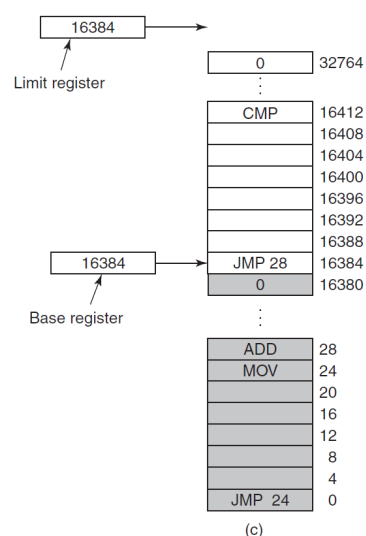 16384
Limit register
0 32764
⋮
CMP 16412
16408
16404
16400
16396
16392
16388
16384 JMP 28 16384
0 16380
Base register
⋮
ADD 28
MOV 24
20
16
12
8
4
JMP 24 0
(c)